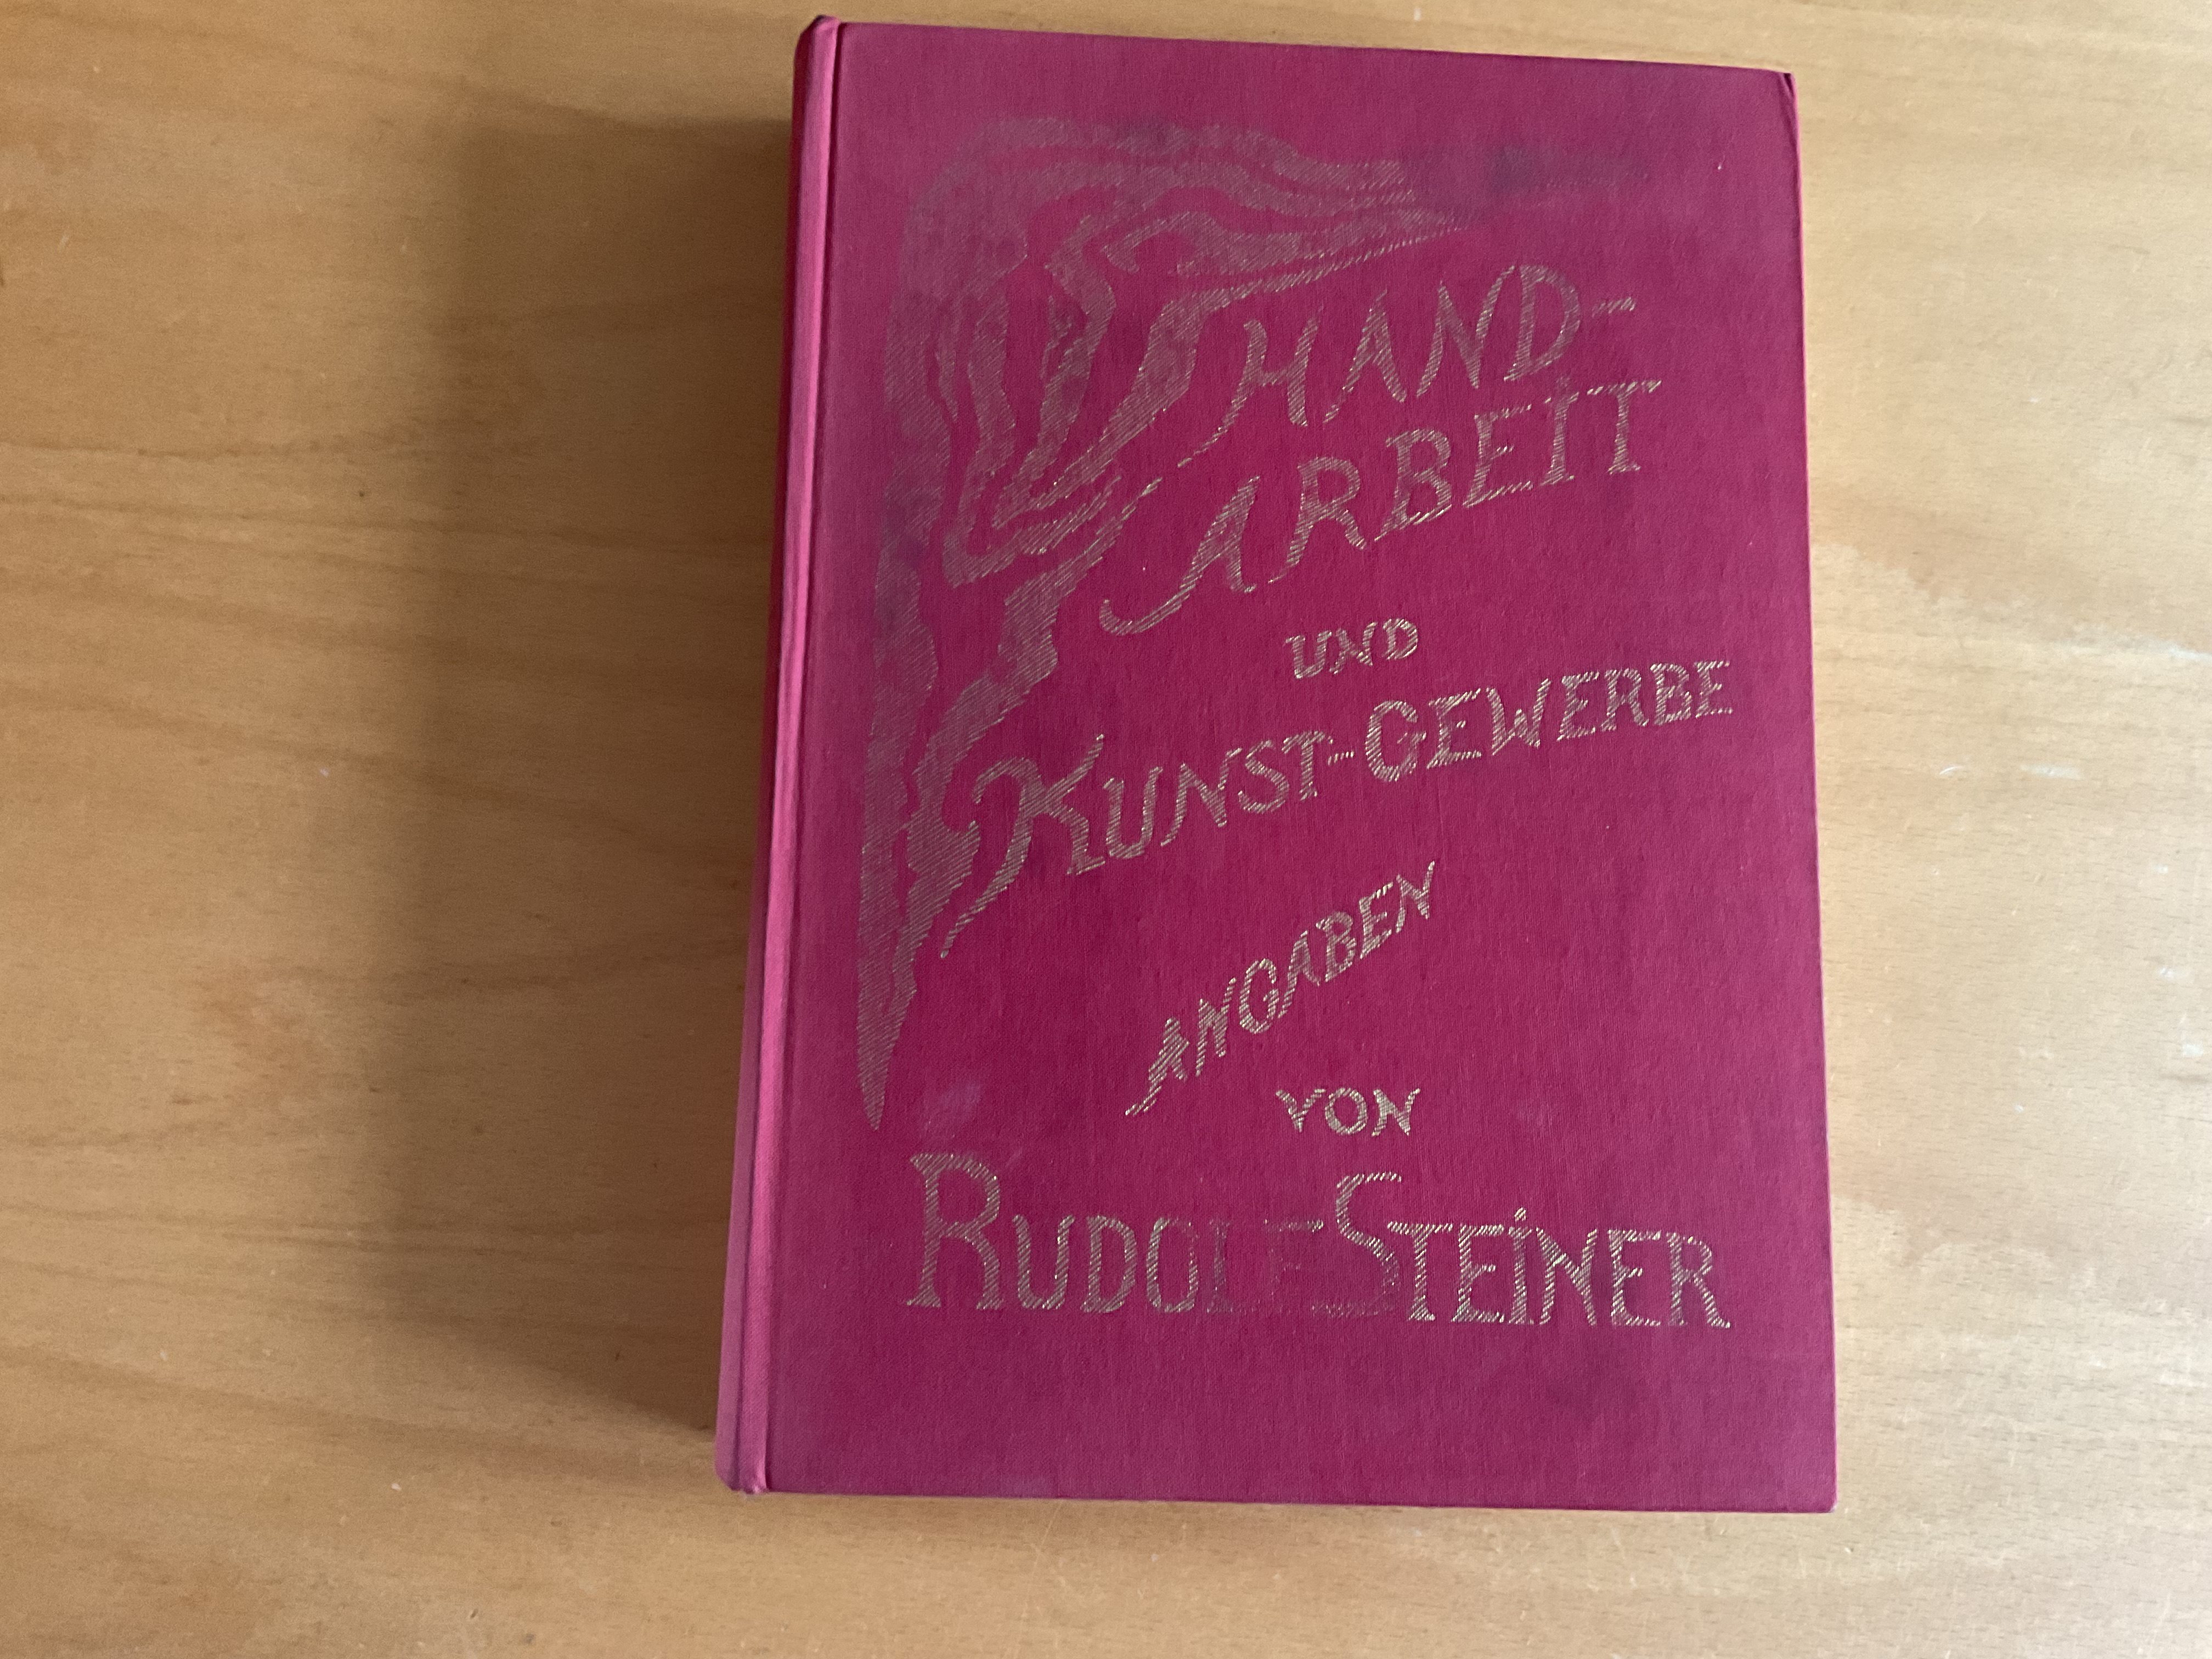 HAND-
ARBEIT
UND
KUNST-GEWERBE
ANGABEN
VON
RUDOLF STEINER